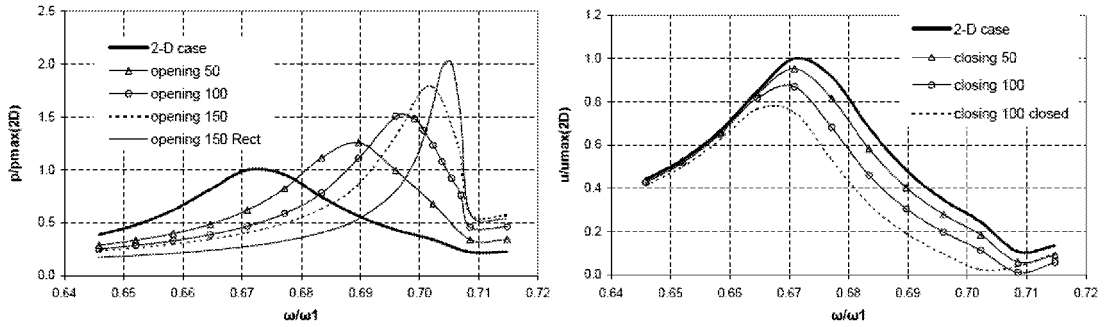 2.5
2.0
1.5
1.0
0.5
0.0
p/pmax(2D)
2-D case
opening 50
opening 100
opening 150
opening 150 Rect
0.64 0.65 0.66 0.67 0.68 0.69 0.70 0.71 0.72
ω/ω1
1.2
1.0
0.8
0.6
0.4
0.2
0.0
u/umax(2D)
2-D case
closing 50
closing 100
closing 100 closed
0.64 0.65 0.66 0.67 0.68 0.69 0.70 0.71 0.72
ω/ω1